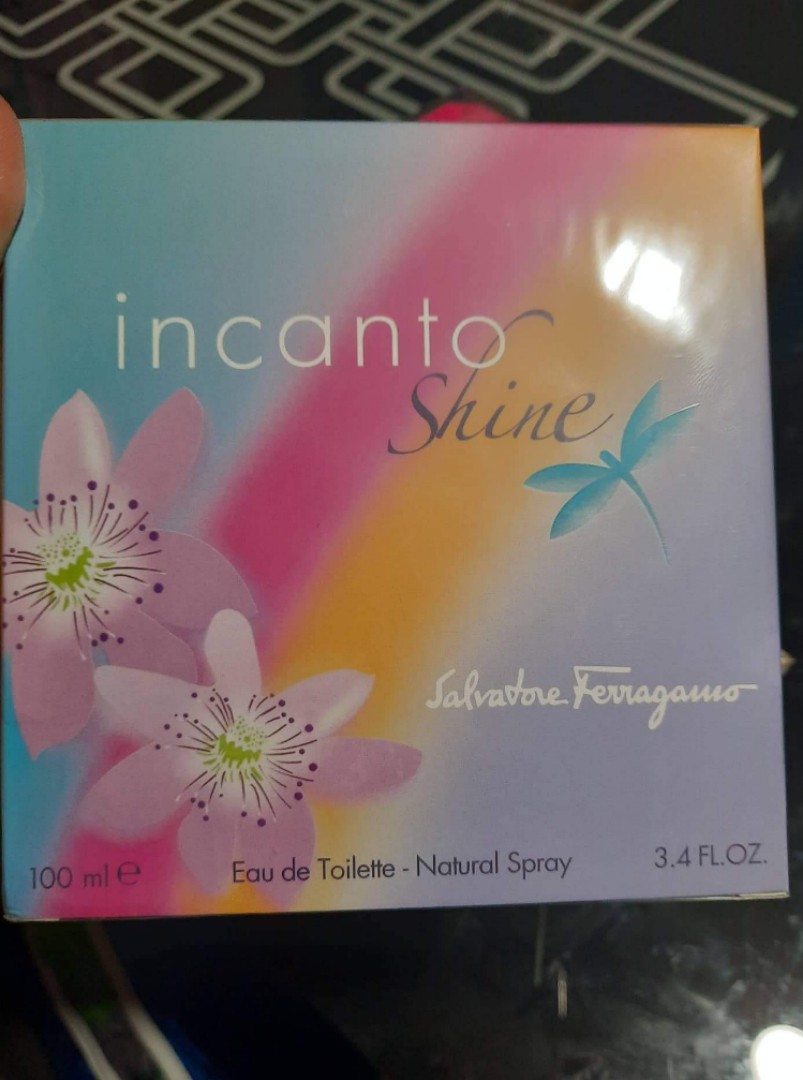 incanto
Shine
Salvatore Ferragamo
100 ml ℮ Eau de Toilette - Natural Spray 3.4 FL.OZ.